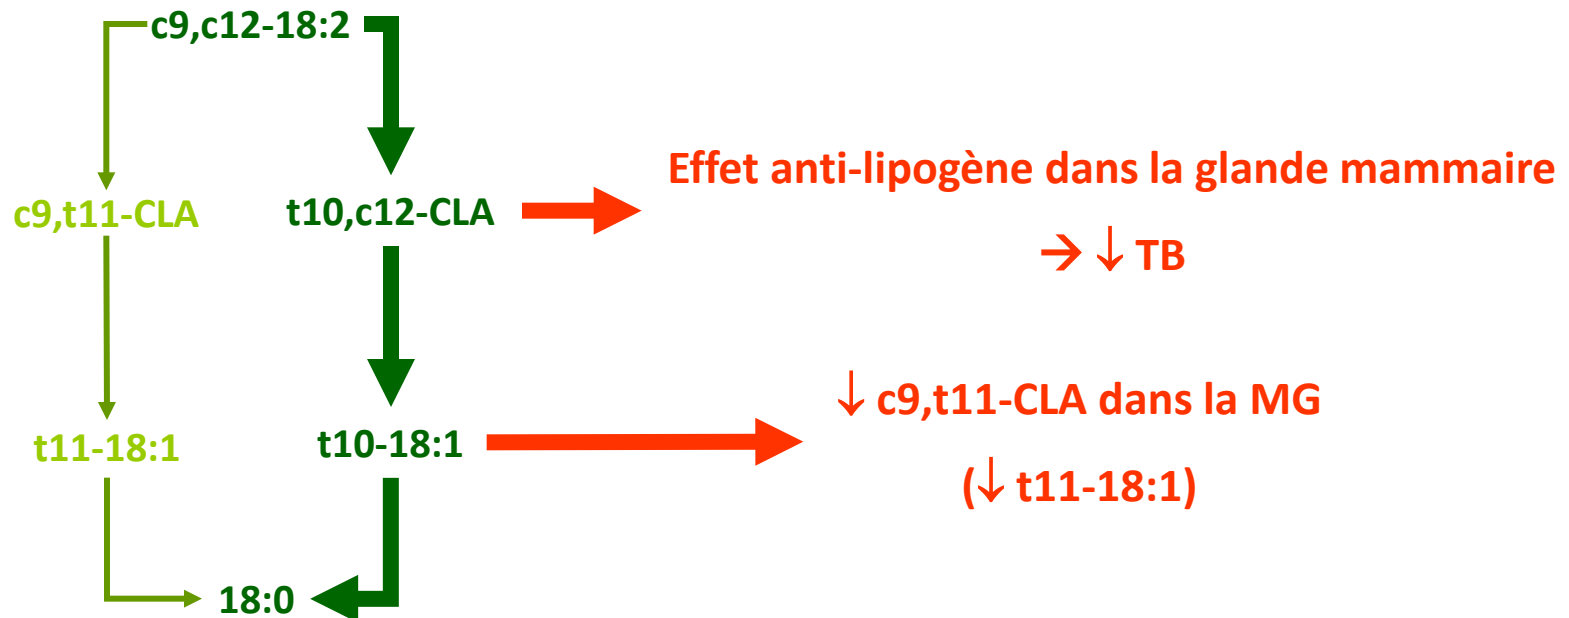 c9,c12-18:2
Effet anti-lipogène dans la glande mammaire
c9,t11-CLA
t10,c12-CLA
→ ↓ TB
↓ c9,t11-CLA dans la MG
t11-18:1
t10-18:1
(↓ t11-18:1)
18:0